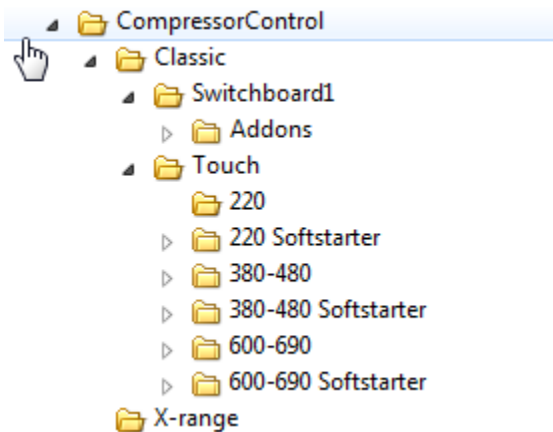 CompressorControl
Classic
Switchboard1
Addons
Touch
220
220 Softstarter
380-480
380-480 Softstarter
600-690
600-690 Softstarter
X-range